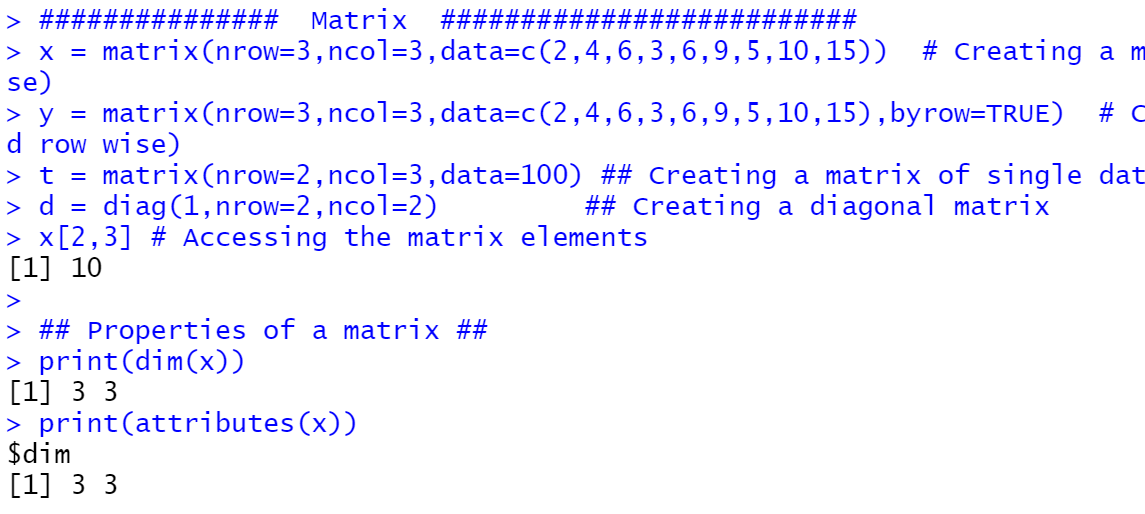 > ############### Matrix ##########################
> x = matrix(nrow=3,ncol=3,data=c(2,4,6,3,6,9,5,10,15)) # Creating a m
se)
> y = matrix(nrow=3,ncol=3,data=c(2,4,6,3,6,9,5,10,15),byrow=TRUE) # C
d row wise)
> t = matrix(nrow=2,ncol=3,data=100) ## Creating a matrix of single dat
> d = diag(1,nrow=2,ncol=2) ## Creating a diagonal matrix
> x[2,3] # Accessing the matrix elements
[1] 10
>
> ## Properties of a matrix ##
> print(dim(x))
[1] 3 3
> print(attributes(x))
$dim
[1] 3 3